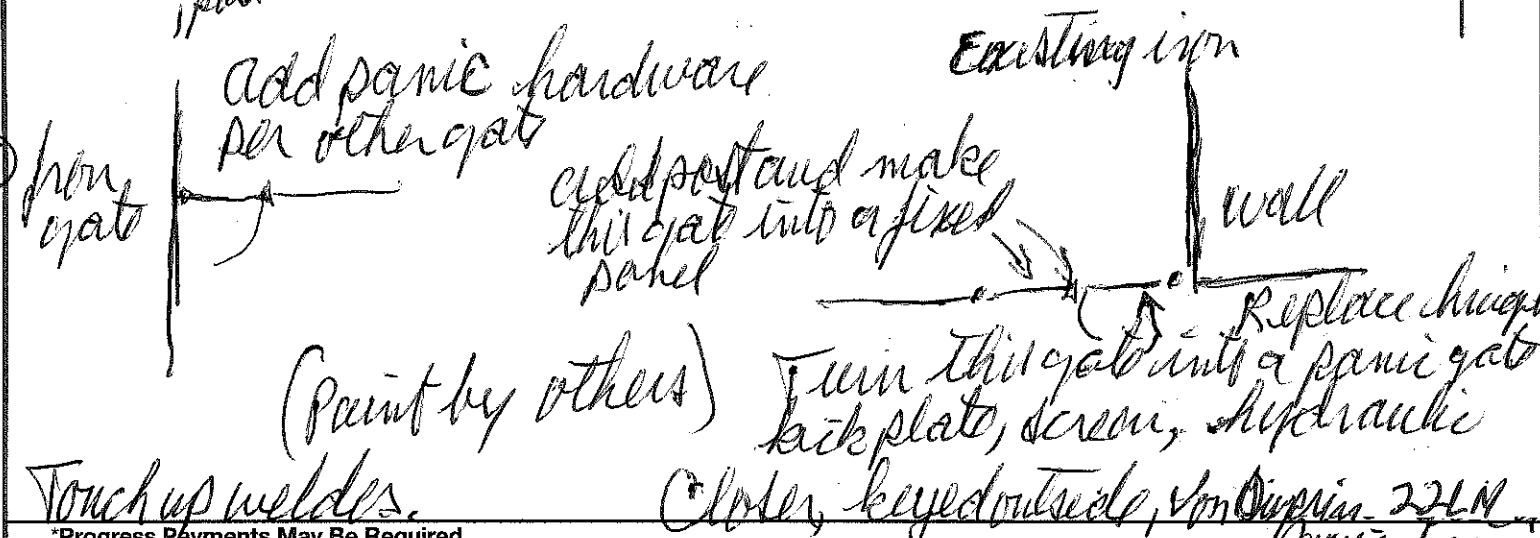 add panic hardware
per other gate
Iron
gate
Existing iron
add post and make
this gate into a fixed
panel
wall
Replace hinge
(Paint by others)
Turn this gate into a panic gate
kick plate, screen, hydraulic
Touch up weldes.
Closer, keyed outside, Von Duprin 22LN
*Progress Payments May Be Required